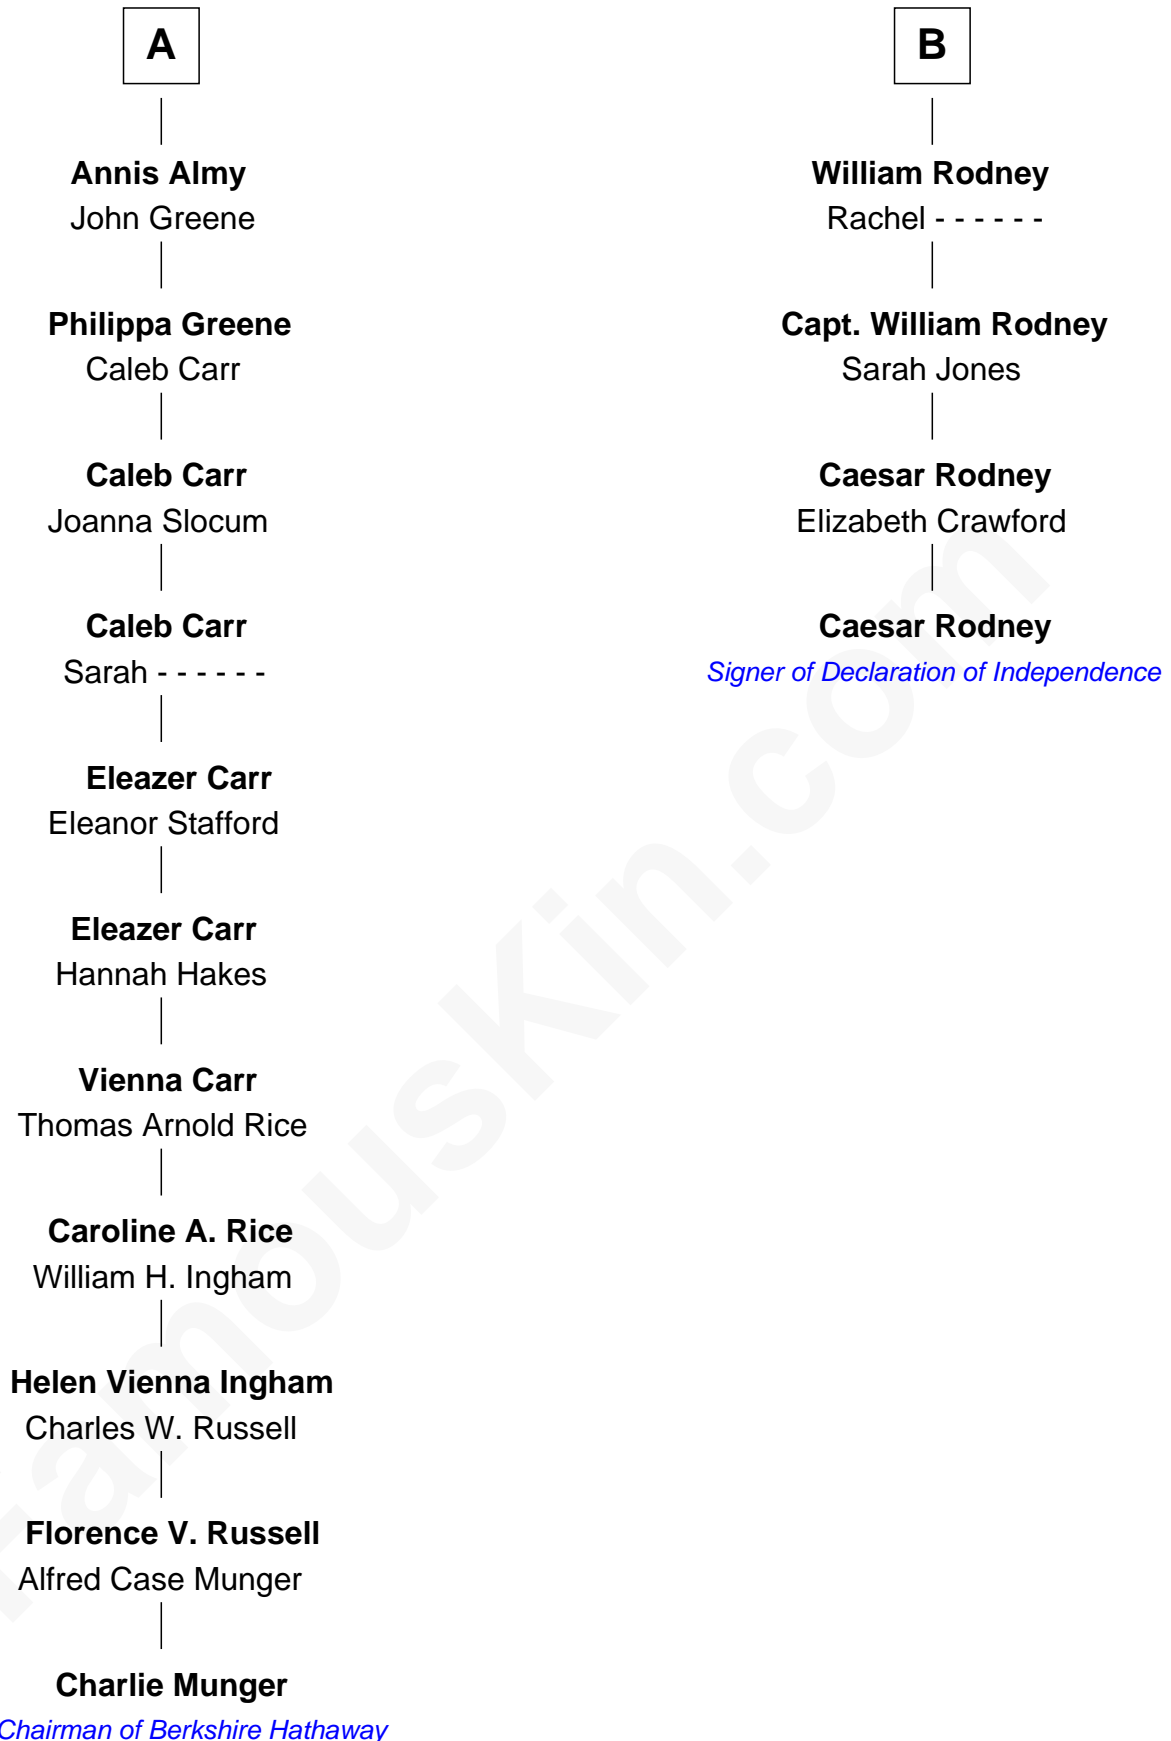 A
Annis Almy
John Greene
Philippa Greene
Caleb Carr
Caleb Carr
Joanna Slocum
Caleb Carr
Sarah - - - - - -
Eleazer Carr
Eleanor Stafford
Eleazer Carr
Hannah Hakes
Vienna Carr
Thomas Arnold Rice
Caroline A. Rice
William H. Ingham
Helen Vienna Ingham
Charles W. Russell
Florence V. Russell
Alfred Case Munger
Charlie Munger
Chairman of Berkshire Hathaway
B
William Rodney
Rachel - - - - - -
Capt. William Rodney
Sarah Jones
Caesar Rodney
Elizabeth Crawford
Caesar Rodney
Signer of Declaration of Independence
FamousKin.com